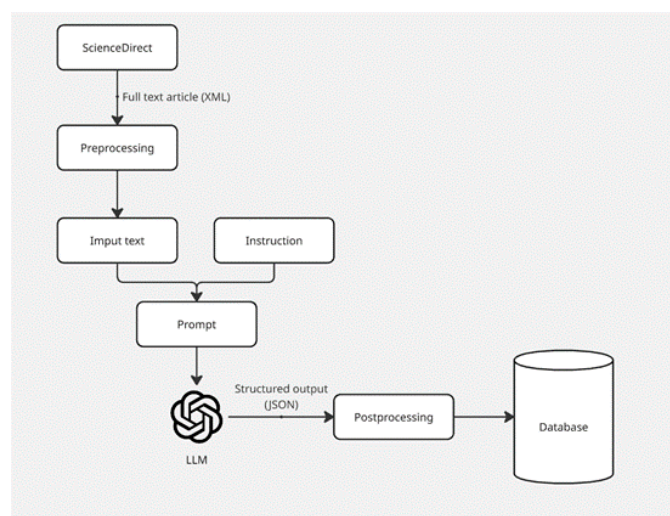 ScienceDirect
Full text article (XML)
Preprocessing
Imput text
Instruction
Prompt
Structured output
(JSON)
Postprocessing
Database
LLM